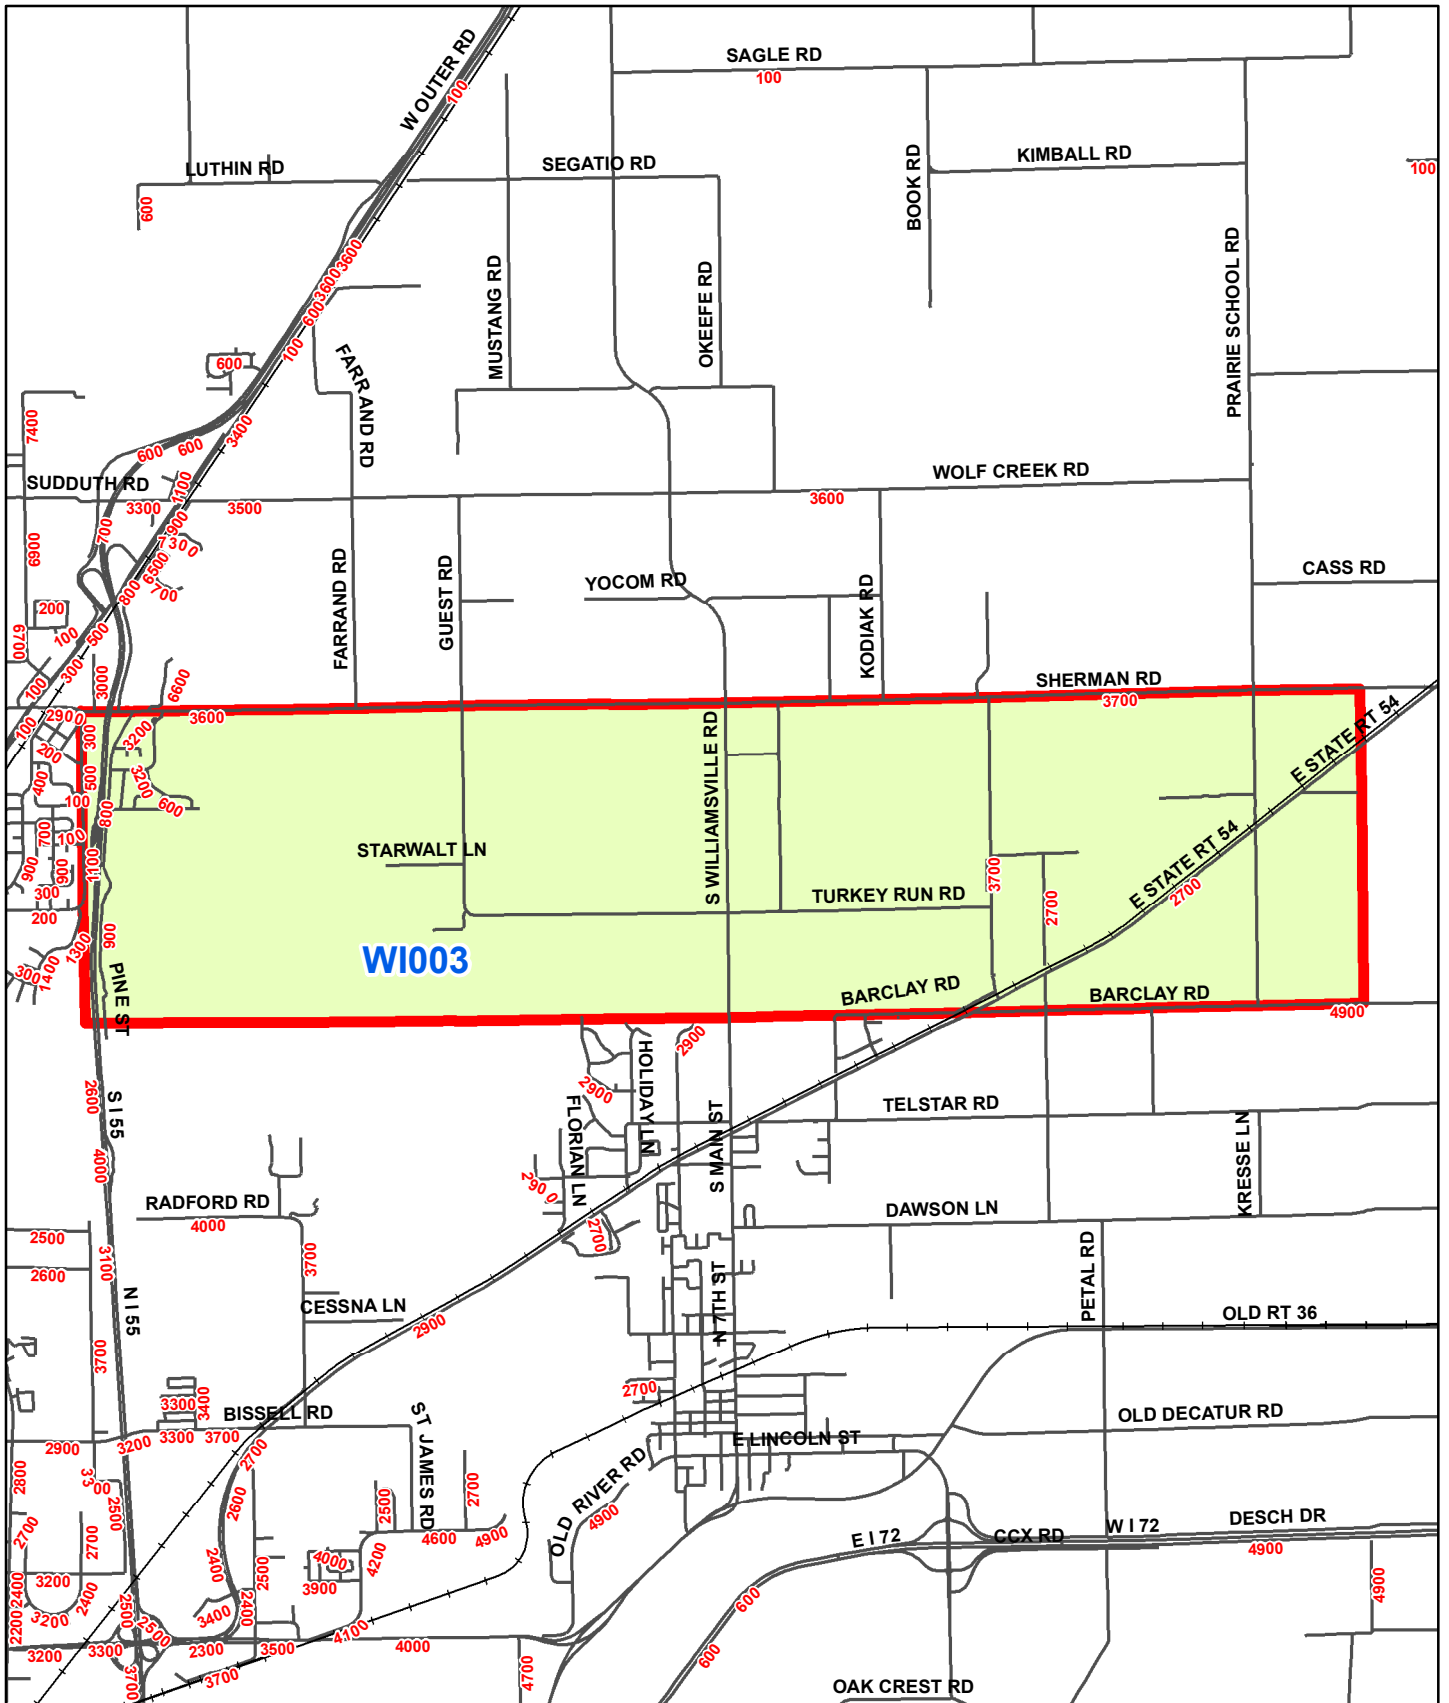 SAGLE RD
100
W OUTER RD
100
LUTHIN RD
SEGATIO RD
KIMBALL RD
BOOK RD
100
600
PRAIRIE SCHOOL RD
MUSTANG RD
OKEEFE RD
3600
3600
600
100
600
FARRAND RD
7400
3400
600
600
SUDDUTH RD
1100
3300
3500
WOLF CREEK RD
3600
700
900
6900
7300
6500
700
800
FARRAND RD
GUEST RD
YOCOM RD
KODIAK RD
CASS RD
200
100
500
6700
300
100
3000
6600
SHERMAN RD
3700
2900
3600
100
300
200
3200
S WILLIAMSVILLE RD
E STATE RT 54
400
500
3200
100
800
600
700
100
STARWALT LN
E STATE RT 54
2700
900
900
1100
3700
300
TURKEY RUN RD
2700
200
900
1300
WI003
300
1400
PINE ST
BARCLAY RD
BARCLAY RD
4900
2900
HOLIDAY LN
2900
2600
S I 55
FLORIAN LN
S MAIN ST
TELSTAR RD
KRESSE LN
4000
2900
RADFORD RD
4000
DAWSON LN
2500
2700
3700
3100
2600
PETAL RD
N I 55
CESSNA LN
2900
N 7TH ST
OLD RT 36
3700
2700
3300
3400
BISSELL RD
ST JAMES RD
OLD DECATUR RD
2900
3200
3300
3700
2700
E LINCOLN ST
2800
3300
2600
2700
OLD RIVER RD
2500
2500
4900
2700
2700
4600
4900
E I 72
CCX RD
W I 72
DESCH DR
4900
2400
4000
4200
2500
3200
3900
4900
2400
2400
3200
3400
2400
600
2200
2500
2500
4100
3200
3300
2300
3500
4000
600
3700
3700
4700
OAK CREST RD